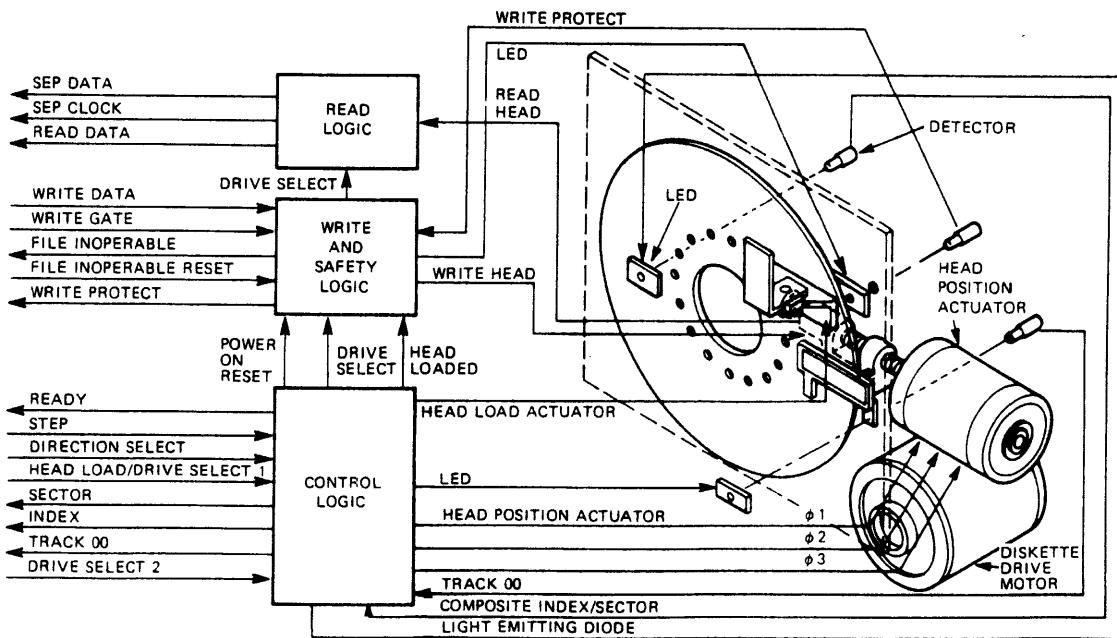 WRITE PROTECT
LED
SEP DATA
SEP CLOCK
READ DATA
READ
LOGIC
READ
HEAD
DETECTOR
DRIVE SELECT
LED
WRITE DATA
WRITE GATE
FILE INOPERABLE
FILE INOPERABLE RESET
WRITE PROTECT
WRITE
AND
SAFETY
LOGIC
WRITE HEAD
HEAD
POSITION
ACTUATOR
POWER
ON
RESET
DRIVE
SELECT
HEAD
LOADED
READY
STEP
DIRECTION SELECT
HEAD LOAD/DRIVE SELECT 1
SECTOR
INDEX
TRACK 00
DRIVE SELECT 2
CONTROL
LOGIC
HEAD LOAD ACTUATOR
LED
HEAD POSITION ACTUATOR
φ 1
φ 2
φ 3
DISKETTE
DRIVE
MOTOR
TRACK 00
COMPOSITE INDEX/SECTOR
LIGHT EMITTING DIODE